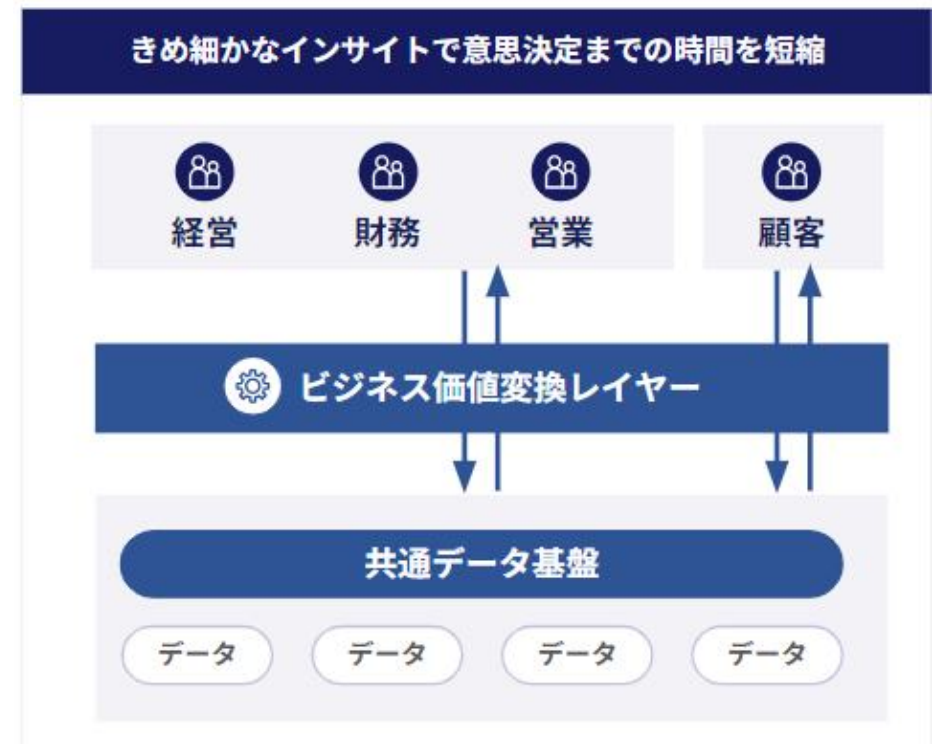 きめ細かなインサイトで意思決定までの時間を短縮
経営 財務 営業 顧客
ビジネス価値変換レイヤー
共通データ基盤
データ データ データ データ